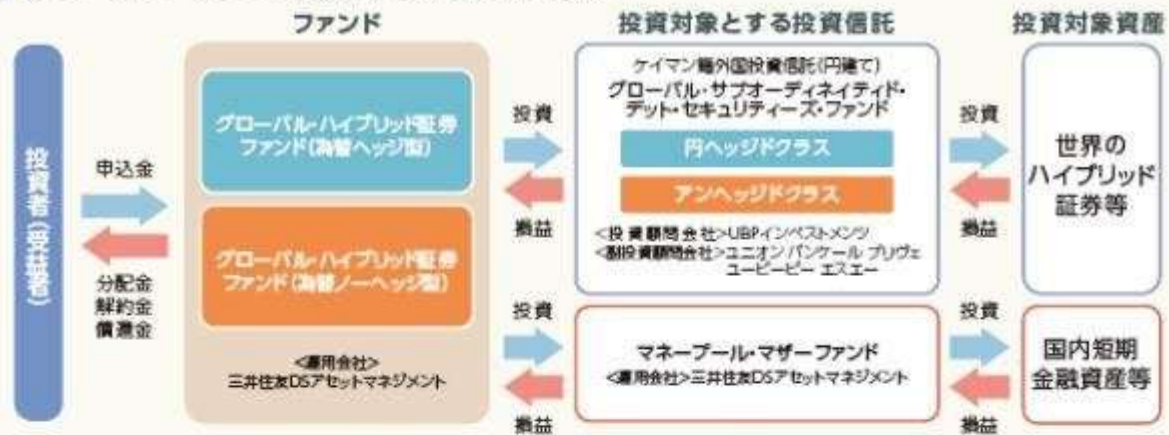 ファンド
投資対象とする投資信託
投資対象資産
投資者(受益者)
申込金
分配金
解約金
償還金
グローバル・ハイブリッド証券
ファンド(為替ヘッジ型)
グローバル・ハイブリッド証券
ファンド(為替ノーヘッジ型)
<運用会社>
三井住友DSアセットマネジメント
投資
損益
投資
損益
ケイマン籍外国投資信託(円建て)
グローバル・サブオーディネイティド・
デット・セキュリティーズ・ファンド
円ヘッジドクラス
アンヘッジドクラス
<投資顧問会社>UBPインベストメンツ
<副投資顧問会社>ユニオン バンケール プリヴェ
ユービーピー エスエー
マネープール・マザーファンド
<運用会社>三井住友DSアセットマネジメント
投資
損益
投資
損益
世界の
ハイブリッド
証券等
国内短期
金融資産等